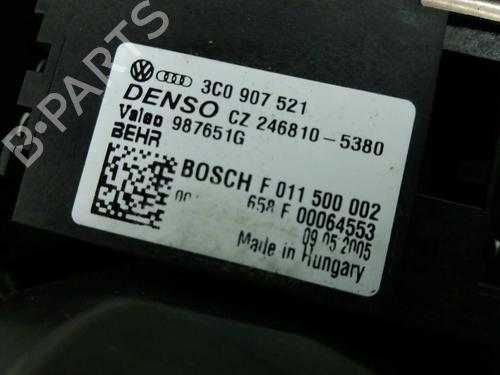 3C0 907 521
DENSO CZ 246810-5380
Valeo 987651G
BEHR
BOSCH F 011 500 002
658 F 00064553
09.05.2005
Made in Hungary